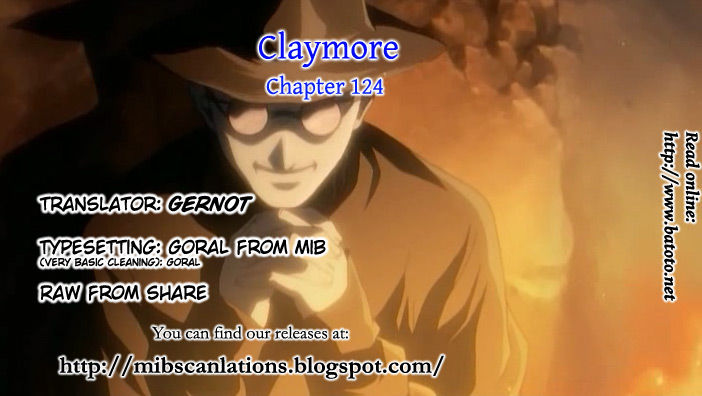 Claymore
Chapter 124
TRANSLATOR: GERNOT
TYPESETTING: GORAL FROM MIB
(VERY BASIC CLEANING): GORAL
RAW FROM SHARE
You can find our releases at:
http://mibscanlations.blogspot.com/
Read online:
http://www.batoto.net